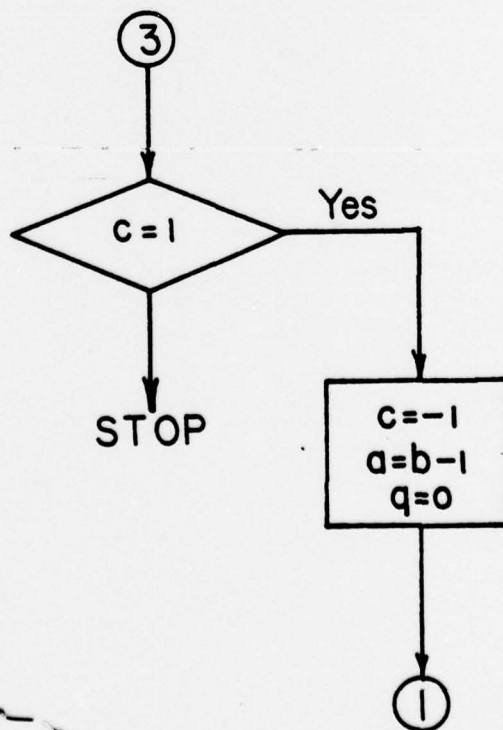 3
c = 1
Yes
STOP
c = -1
a = b - 1
q = 0
1